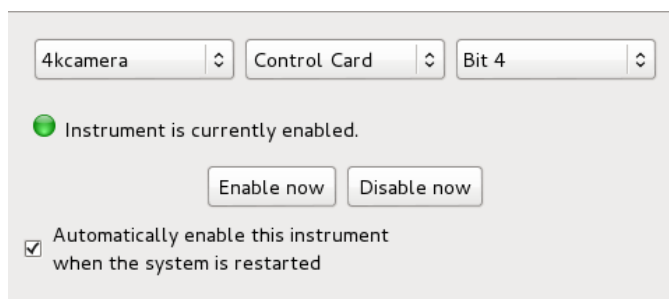 4kcamera Control Card Bit 4
Instrument is currently enabled.
Enable now Disable now
Automatically enable this instrument
when the system is restarted